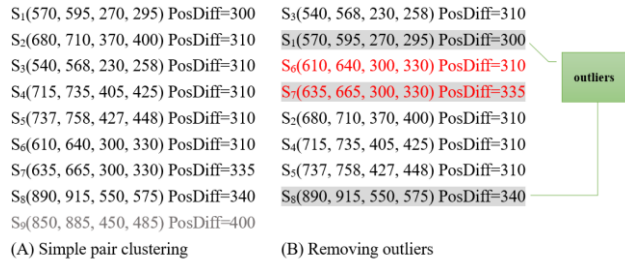 S₁(570, 595, 270, 295) PosDiff=300
S₂(680, 710, 370, 400) PosDiff=310
S₃(540, 568, 230, 258) PosDiff=310
S₄(715, 735, 405, 425) PosDiff=310
S₅(737, 758, 427, 448) PosDiff=310
S₆(610, 640, 300, 330) PosDiff=310
S₇(635, 665, 300, 330) PosDiff=335
S₈(890, 915, 550, 575) PosDiff=340
S₉(850, 885, 450, 485) PosDiff=400
(A) Simple pair clustering
S₃(540, 568, 230, 258) PosDiff=310
S₁(570, 595, 270, 295) PosDiff=300
S₆(610, 640, 300, 330) PosDiff=310
S₇(635, 665, 300, 330) PosDiff=335
S₂(680, 710, 370, 400) PosDiff=310
S₄(715, 735, 405, 425) PosDiff=310
S₅(737, 758, 427, 448) PosDiff=310
S₈(890, 915, 550, 575) PosDiff=340
(B) Removing outliers
outliers